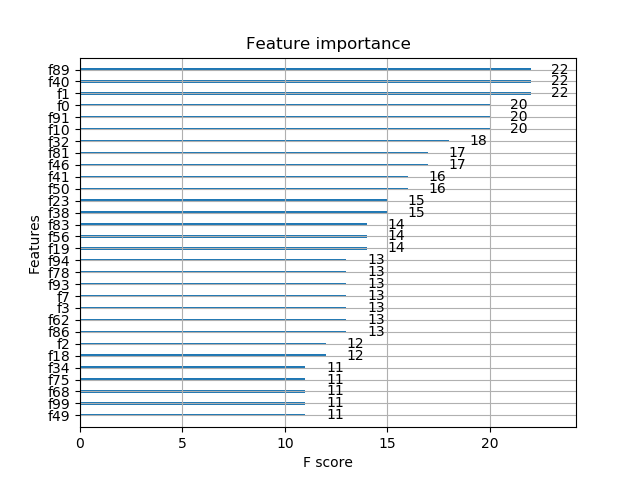 Feature importance
f89 22
f40 22
f1 22
f0 20
f91 20
f10 20
f32 18
f81 17
f46 17
f41 16
f50 16
f23 15
f38 15
f83 14
f56 14
f19 14
f94 13
f78 13
f93 13
f7 13
f3 13
f62 13
f86 13
f2 12
f18 12
f34 11
f75 11
f68 11
f99 11
f49 11
Features
0 5 10 15 20
F score